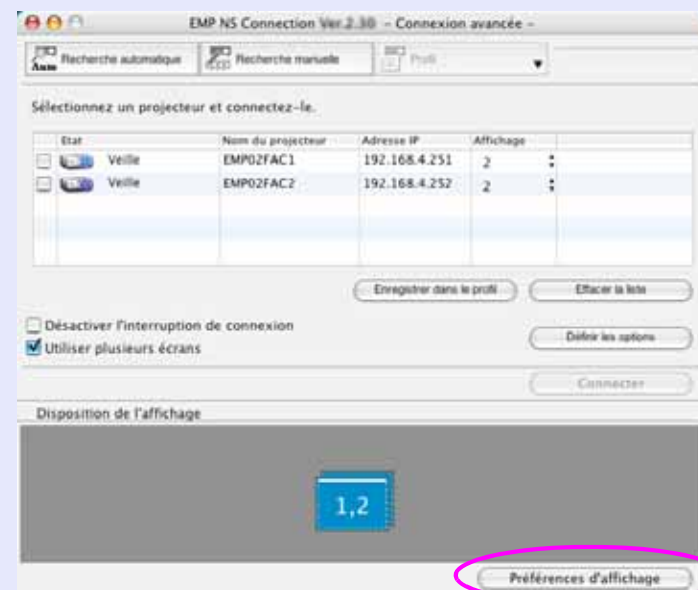 EMP NS Connection Ver.2.30 - Connexion avancée -
Auto Recherche automatique Recherche manuelle Profil
Sélectionnez un projecteur et connectez-le.
Etat Nom du projecteur Adresse IP Affichage
Veille EMP02FAC1 192.168.4.251 2
Veille EMP02FAC2 192.168.4.252 2
Enregistrer dans le profil Effacer la liste
Désactiver l'interruption de connexion
Définir les options
Utiliser plusieurs écrans
Connecter
Disposition de l'affichage
1,2
Préférences d'affichage